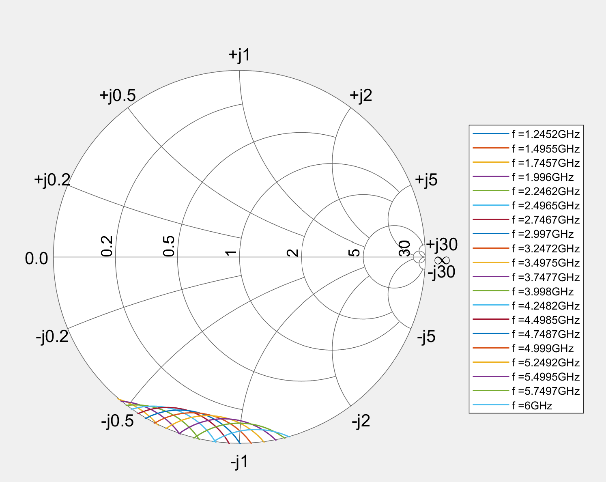 +j1
+j0.5
+j2
+j0.2
+j5
0.0
0.2
0.5
1
2
5
30
+j30
∞
-j30
-j0.2
-j5
-j0.5
-j2
-j1
f =1.2452GHz
f =1.4955GHz
f =1.7457GHz
f =1.996GHz
f =2.2462GHz
f =2.4965GHz
f =2.7467GHz
f =2.997GHz
f =3.2472GHz
f =3.4975GHz
f =3.7477GHz
f =3.998GHz
f =4.2482GHz
f =4.4985GHz
f =4.7487GHz
f =4.999GHz
f =5.2492GHz
f =5.4995GHz
f =5.7497GHz
f =6GHz